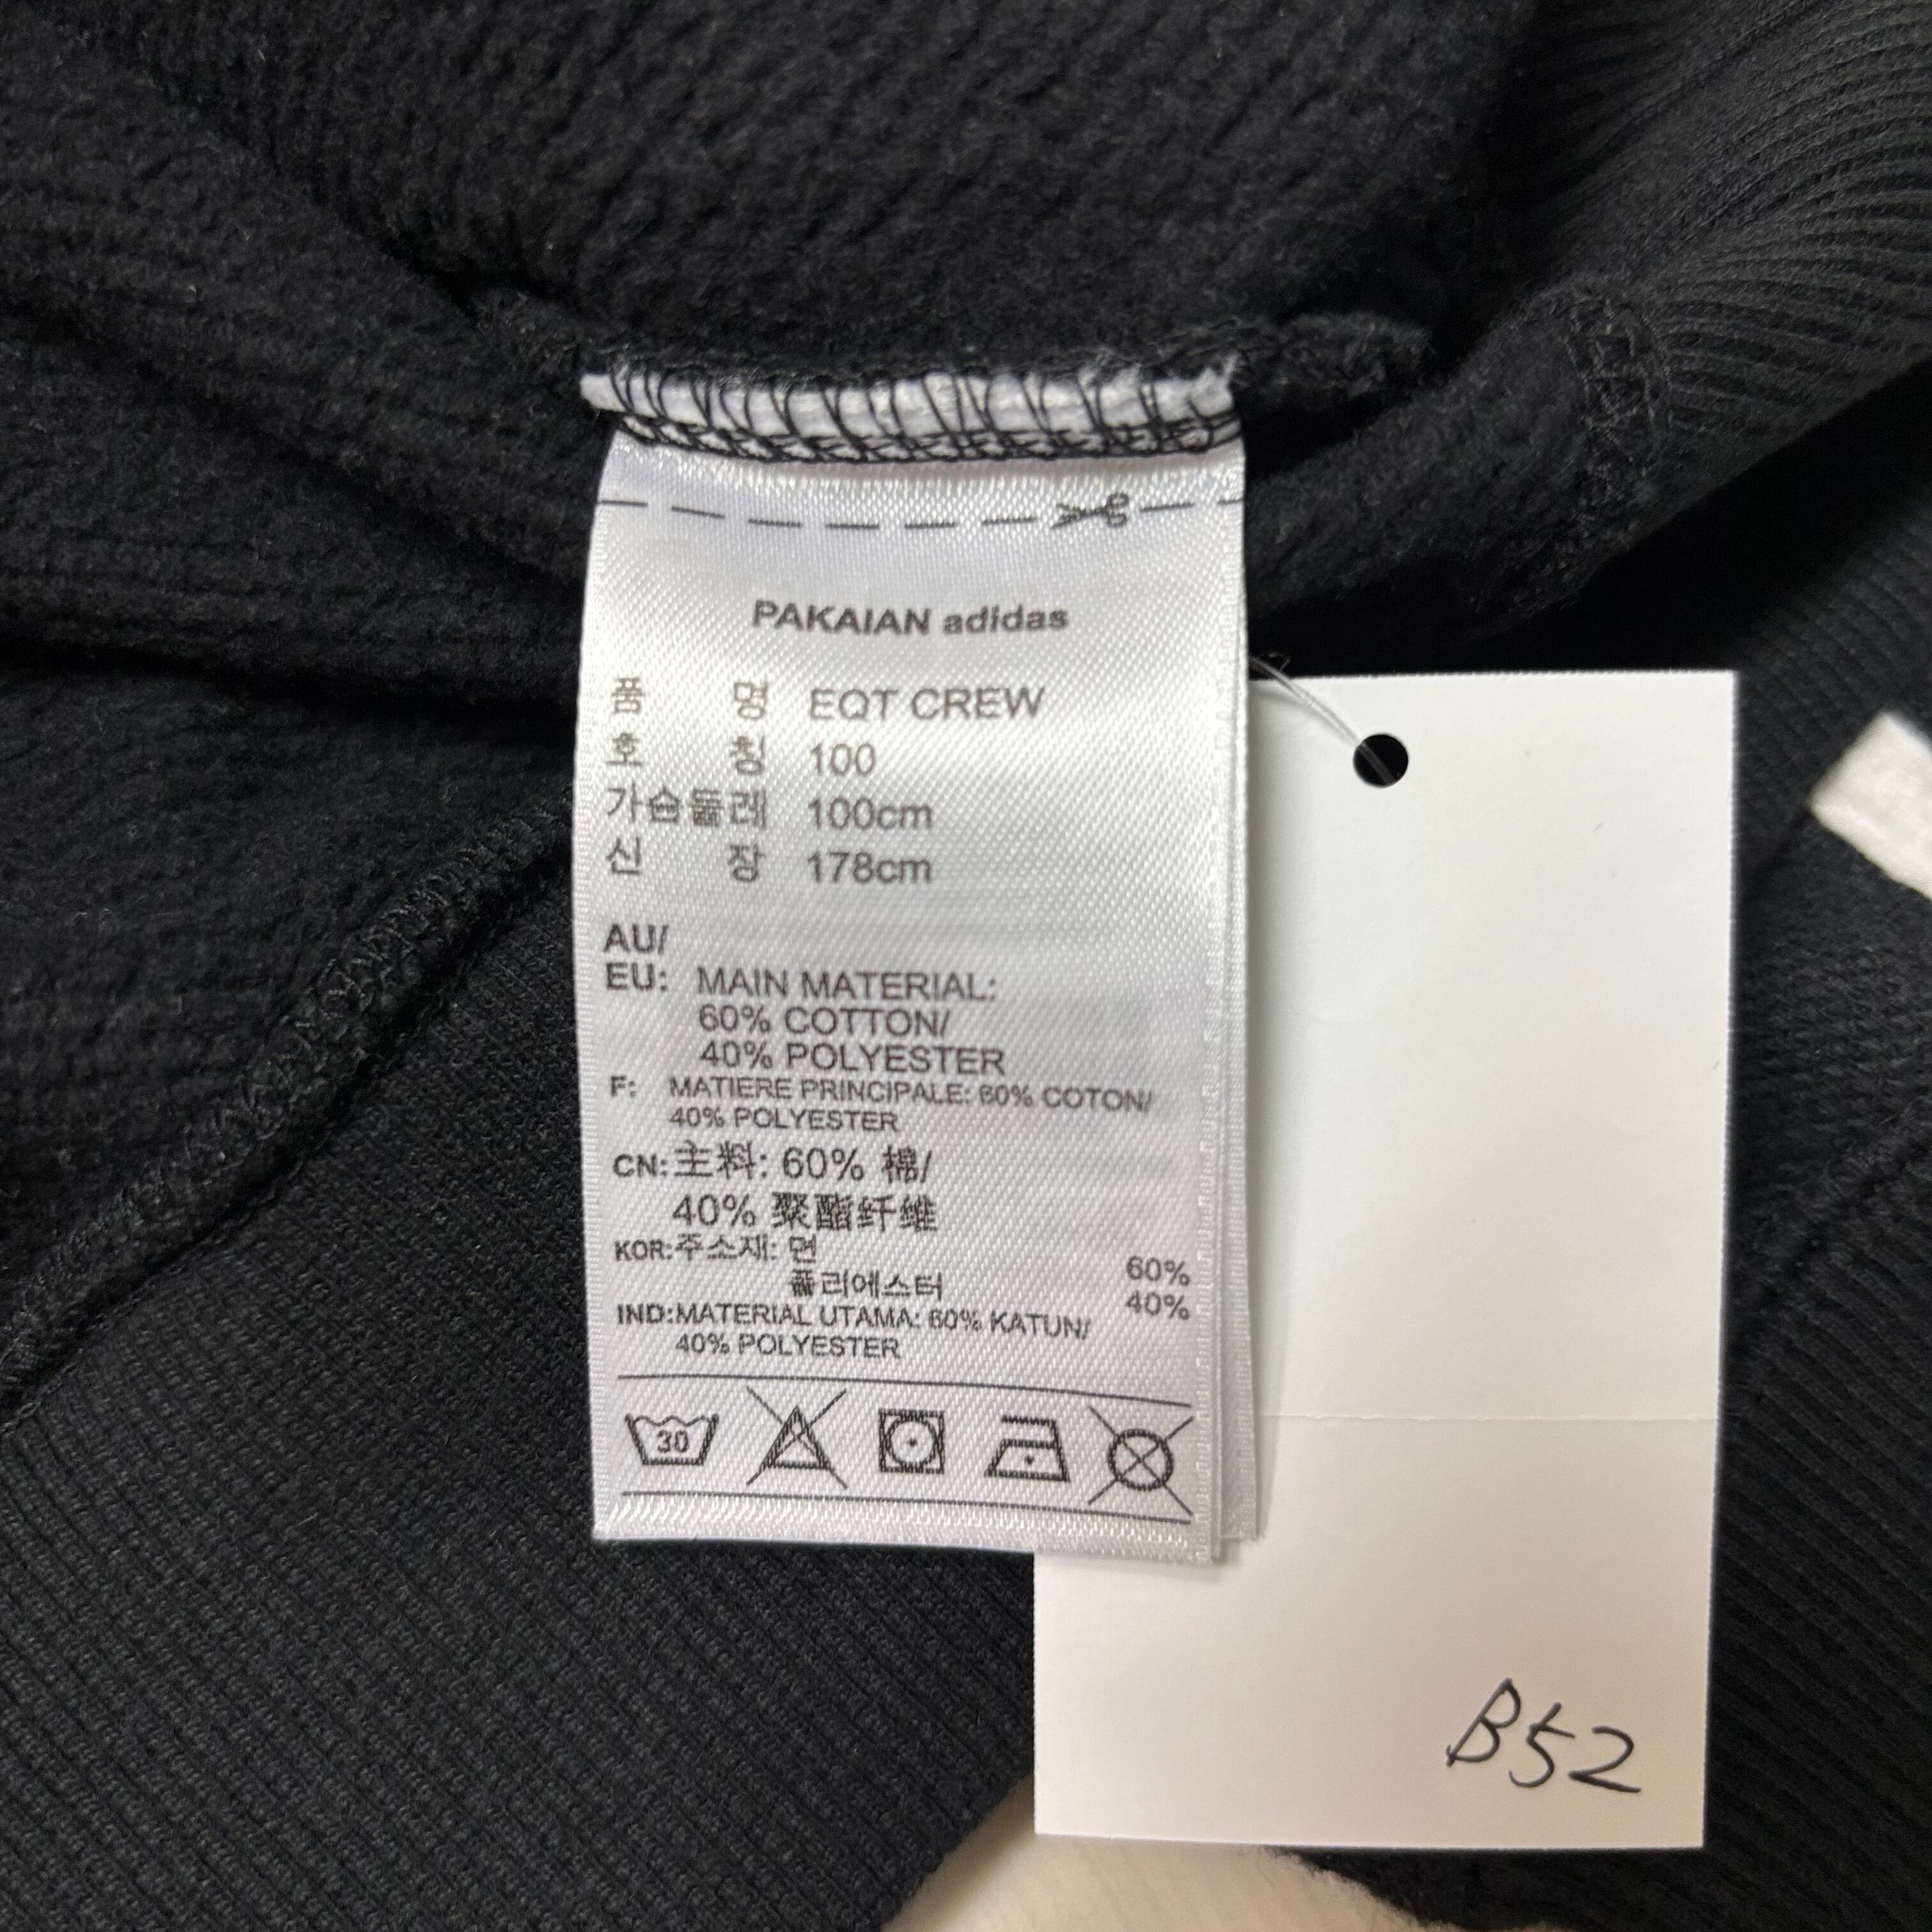 PAKAIAN adidas
품 명 EQT CREW
호 칭 100
가슴둘레 100cm
신 장 178cm
AU/
EU: MAIN MATERIAL:
60% COTTON/
40% POLYESTER
F: MATIERE PRINCIPALE: 60% COTON/
40% POLYESTER
CN:主料: 60% 棉/
40% 聚酯纤维
KOR:주소재: 면 60%
폴리에스터 40%
IND:MATERIAL UTAMA: 60% KATUN/
40% POLYESTER
30
B52